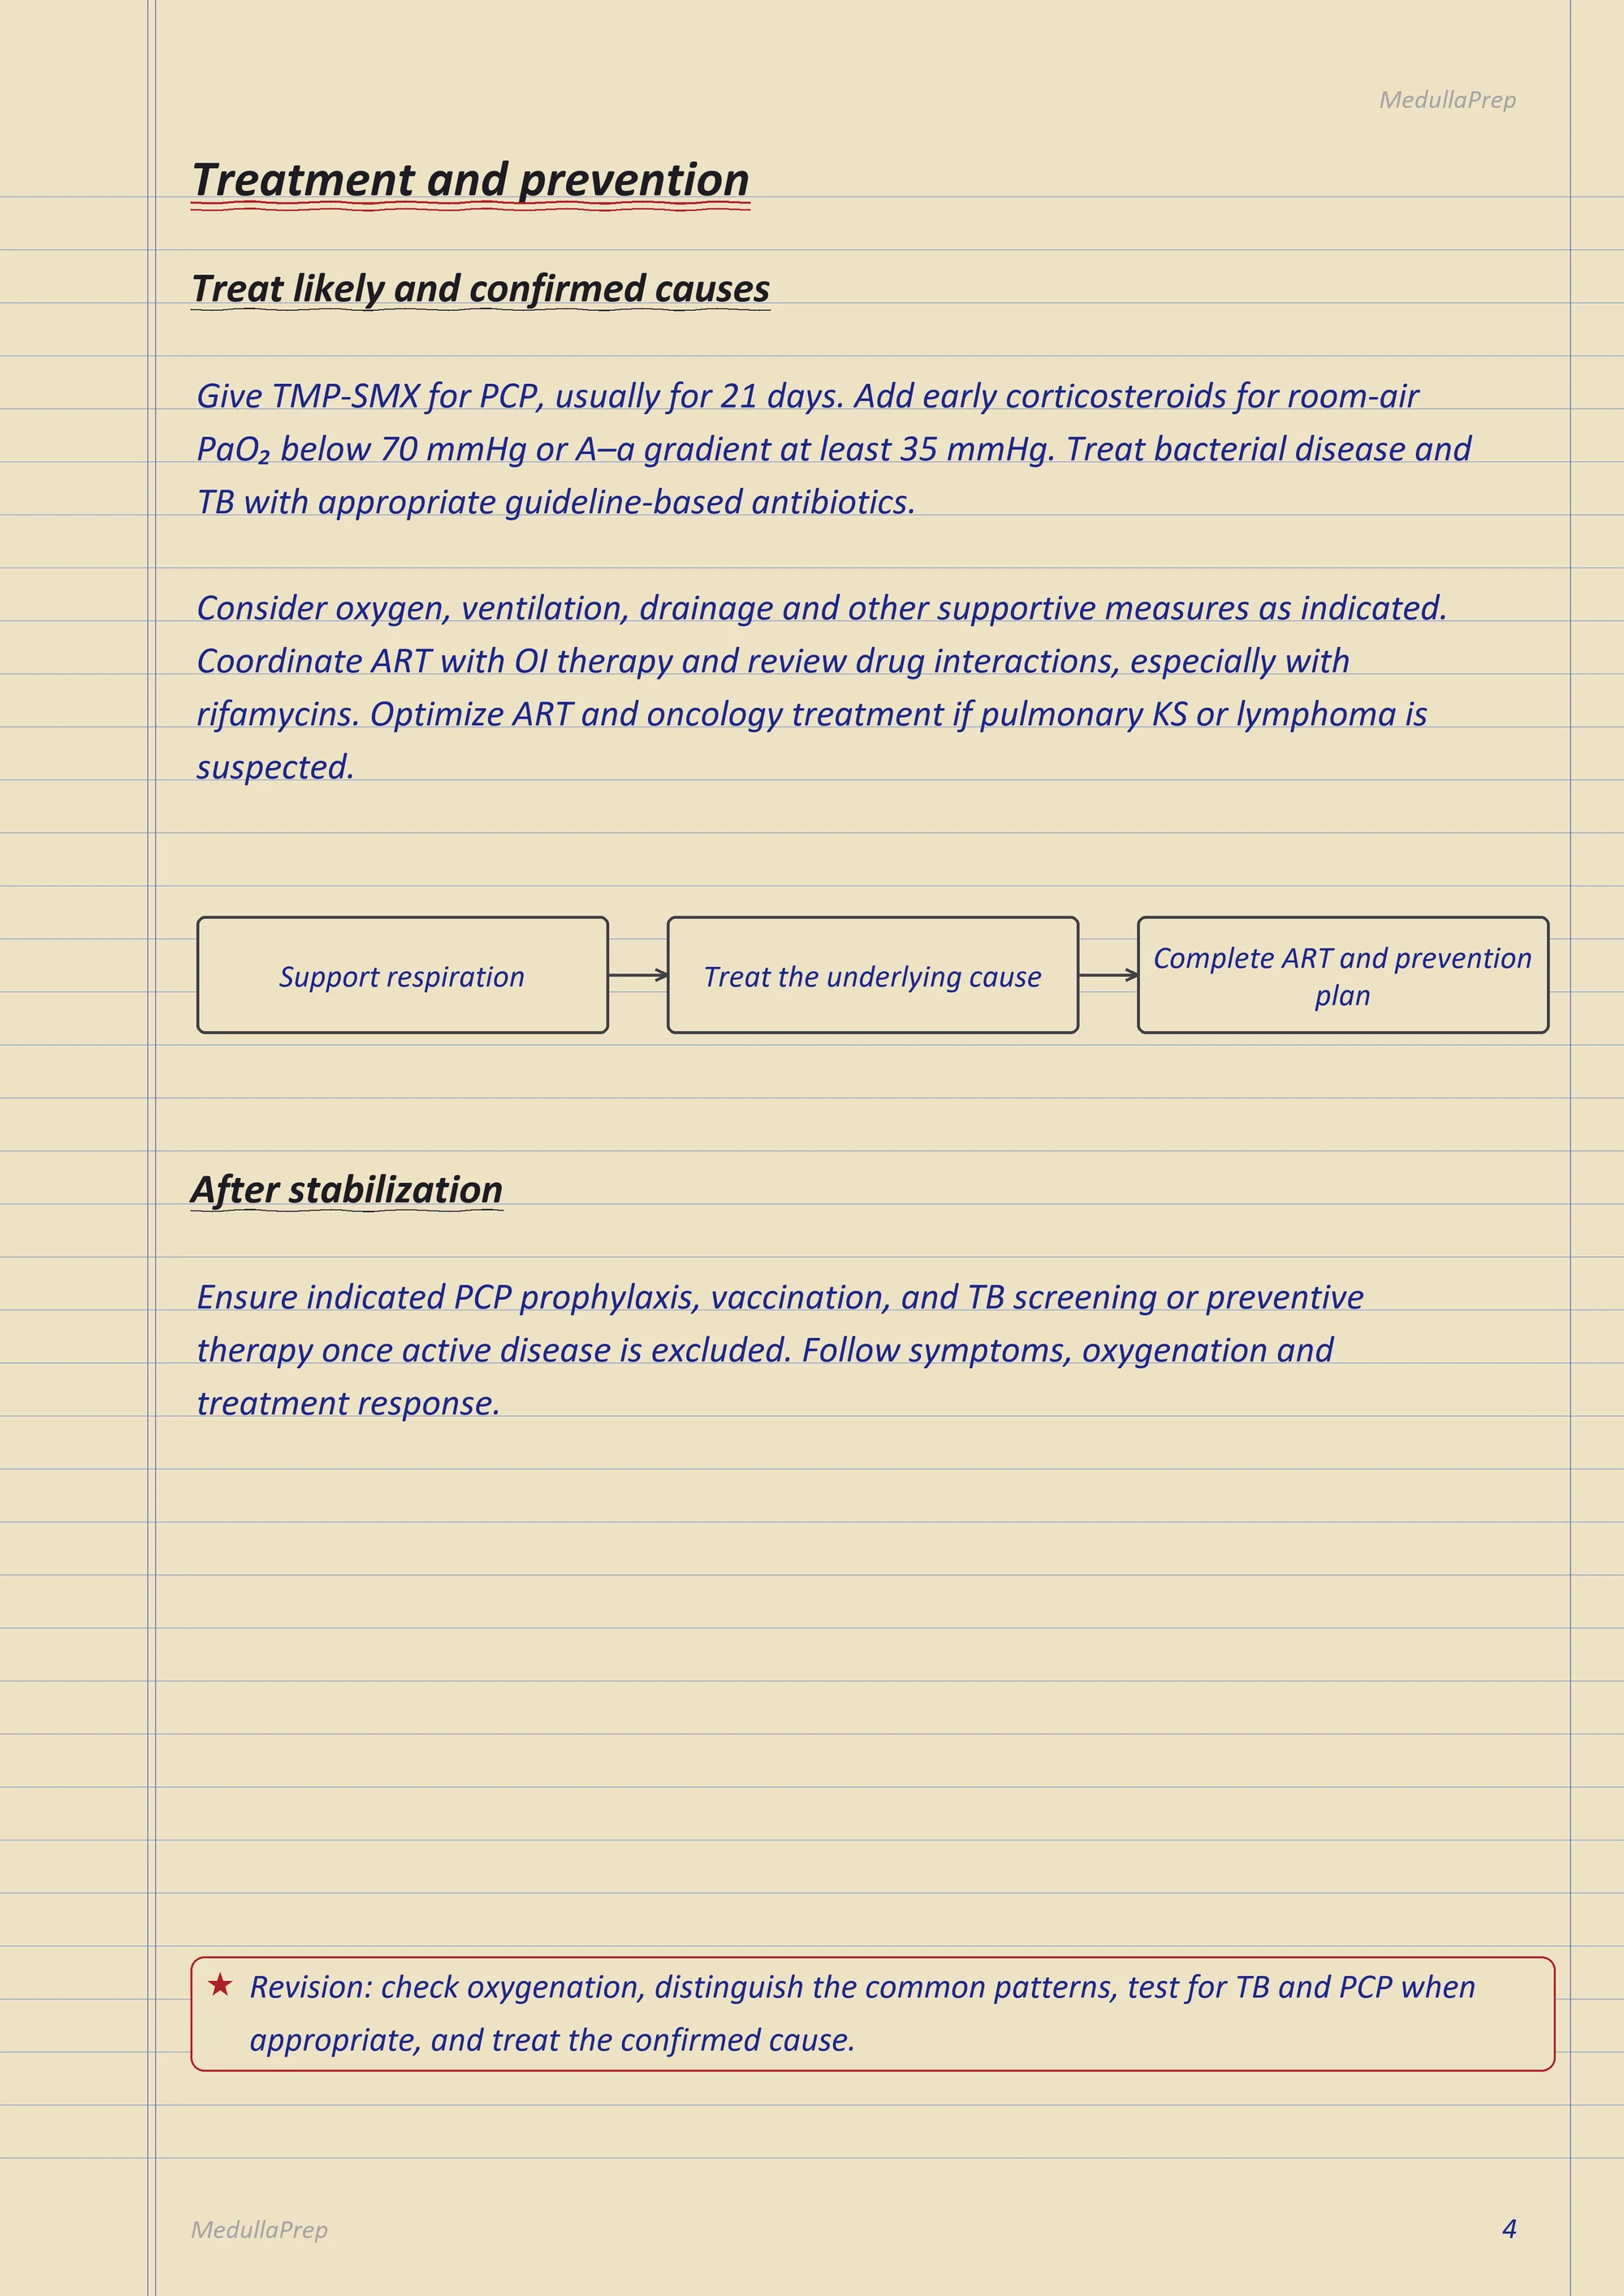 MedullaPrep
Treatment and prevention
Treat likely and confirmed causes
Give TMP-SMX for PCP, usually for 21 days. Add early corticosteroids for room-air
PaO₂ below 70 mmHg or A–a gradient at least 35 mmHg. Treat bacterial disease and
TB with appropriate guideline-based antibiotics.
Consider oxygen, ventilation, drainage and other supportive measures as indicated.
Coordinate ART with OI therapy and review drug interactions, especially with
rifamycins. Optimize ART and oncology treatment if pulmonary KS or lymphoma is
suspected.
Support respiration
Treat the underlying cause
Complete ART and prevention
plan
After stabilization
Ensure indicated PCP prophylaxis, vaccination, and TB screening or preventive
therapy once active disease is excluded. Follow symptoms, oxygenation and
treatment response.
★ Revision: check oxygenation, distinguish the common patterns, test for TB and PCP when
appropriate, and treat the confirmed cause.
MedullaPrep
4